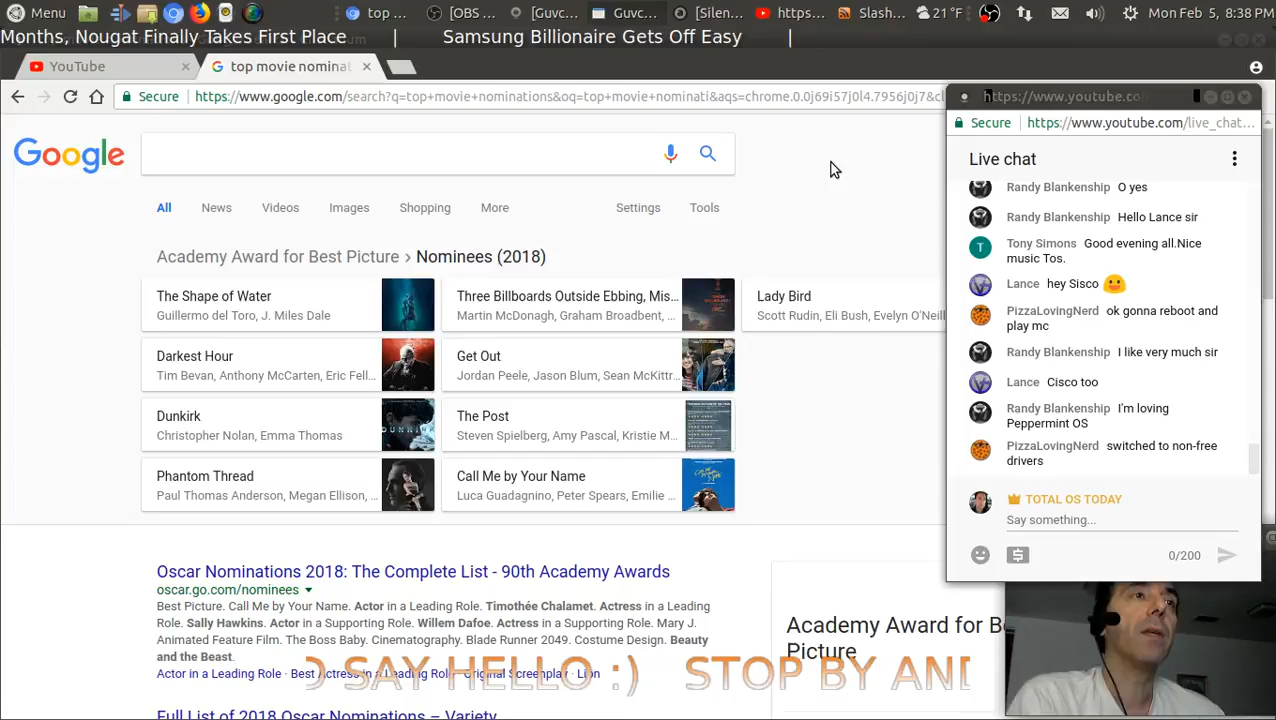 Menu
top ...
[OBS ...
[Guvc...
Guvc...
[Silen...
https...
Slash...
21 °F
Mon Feb 5, 8:38 PM
Months, Nougat Finally Takes First Place | Samsung Billionaire Gets Off Easy |
YouTube
top movie nominat
Secure https://www.google.com/search?q=top+movie+nominations&oq=top+movie+nominati&aqs=chrome.0.0j69i57j0l4.7956j0j7&cl
Google
All
News
Videos
Images
Shopping
More
Settings
Tools
Academy Award for Best Picture › Nominees (2018)
The Shape of Water
Guillermo del Toro, J. Miles Dale
Three Billboards Outside Ebbing, Mis...
Martin McDonagh, Graham Broadbent, ...
Lady Bird
Scott Rudin, Eli Bush, Evelyn O'Neill
Darkest Hour
Tim Bevan, Anthony McCarten, Eric Fell...
Get Out
Jordan Peele, Jason Blum, Sean McKittr...
Dunkirk
Christopher Nolan, Emma Thomas
The Post
Steven Spielberg, Amy Pascal, Kristie M...
Phantom Thread
Paul Thomas Anderson, Megan Ellison, ...
Call Me by Your Name
Luca Guadagnino, Peter Spears, Emilie ...
Oscar Nominations 2018: The Complete List - 90th Academy Awards
oscar.go.com/nominees
Best Picture. Call Me by Your Name. Actor in a Leading Role. Timothée Chalamet. Actress in a Leading
Role. Sally Hawkins. Actor in a Supporting Role. Willem Dafoe. Actress in a Supporting Role. Mary J.
Animated Feature Film. The Boss Baby. Cinematography. Blade Runner 2049. Costume Design. Beauty
and the Beast.
Actor in a Leading Role · Best Actress in a Leading Role · Original Screenplay · Lion
Full List of 2018 Oscar Nominations – Variety
Academy Award for B
Picture
O SAY HELLO :) STOP BY AND
https://www.youtube.co
Secure https://www.youtube.com/live_chat...
Live chat
Randy Blankenship O yes
Randy Blankenship Hello Lance sir
T
Tony Simons Good evening all.Nice
music Tos.
Lance hey Sisco
PizzaLovingNerd ok gonna reboot and
play mc
Randy Blankenship I like very much sir
Lance Cisco too
Randy Blankenship I'm loving
Peppermint OS
PizzaLovingNerd switched to non-free
drivers
TOTAL OS TODAY
Say something...
0/200